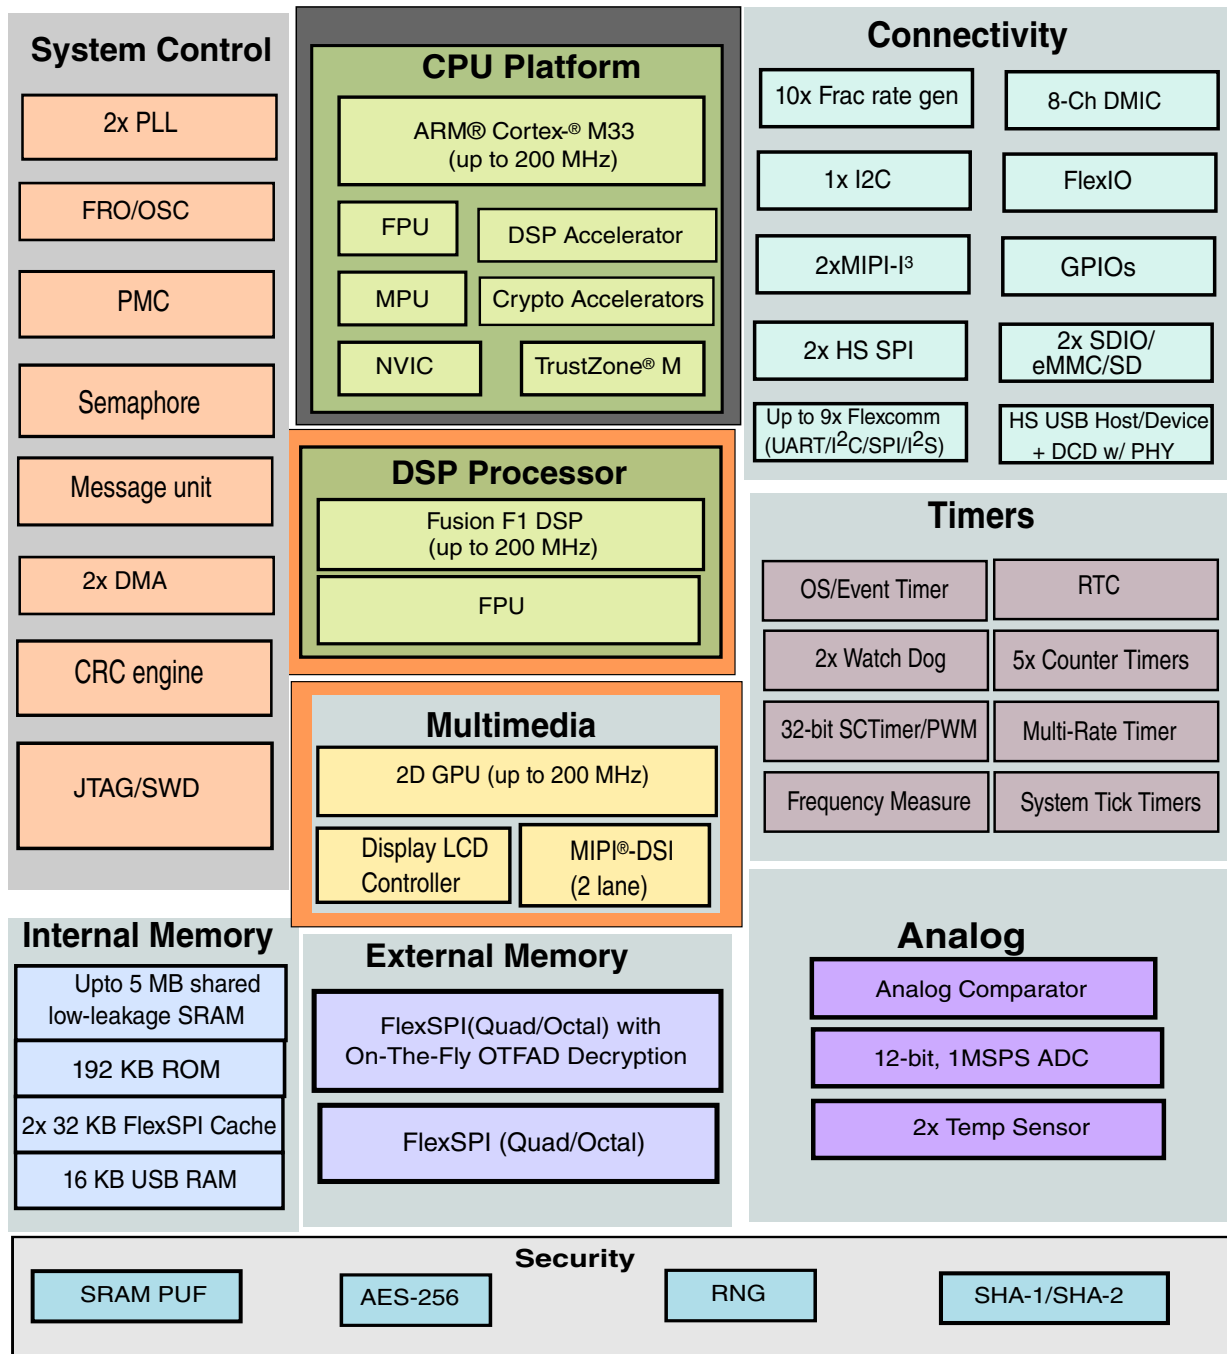 System Control
2x PLL
FRO/OSC
PMC
Semaphore
Message unit
2x DMA
CRC engine
JTAG/SWD
CPU Platform
ARM® Cortex-® M33
(up to 200 MHz)
FPU
DSP Accelerator
MPU
Crypto Accelerators
NVIC
TrustZone® M
DSP Processor
Fusion F1 DSP
(up to 200 MHz)
FPU
Multimedia
2D GPU (up to 200 MHz)
Display LCD
Controller
MIPI®-DSI
(2 lane)
Connectivity
10x Frac rate gen
8-Ch DMIC
1x I2C
FlexIO
2xMIPI-I³
GPIOs
2x HS SPI
2x SDIO/
eMMC/SD
Up to 9x Flexcomm
(UART/I²C/SPI/I²S)
HS USB Host/Device
+ DCD w/ PHY
Timers
OS/Event Timer
RTC
2x Watch Dog
5x Counter Timers
32-bit SCTimer/PWM
Multi-Rate Timer
Frequency Measure
System Tick Timers
Internal Memory
Upto 5 MB shared
low-leakage SRAM
192 KB ROM
2x 32 KB FlexSPI Cache
16 KB USB RAM
External Memory
FlexSPI(Quad/Octal) with
On-The-Fly OTFAD Decryption
FlexSPI (Quad/Octal)
Analog
Analog Comparator
12-bit, 1MSPS ADC
2x Temp Sensor
Security
SRAM PUF
AES-256
RNG
SHA-1/SHA-2